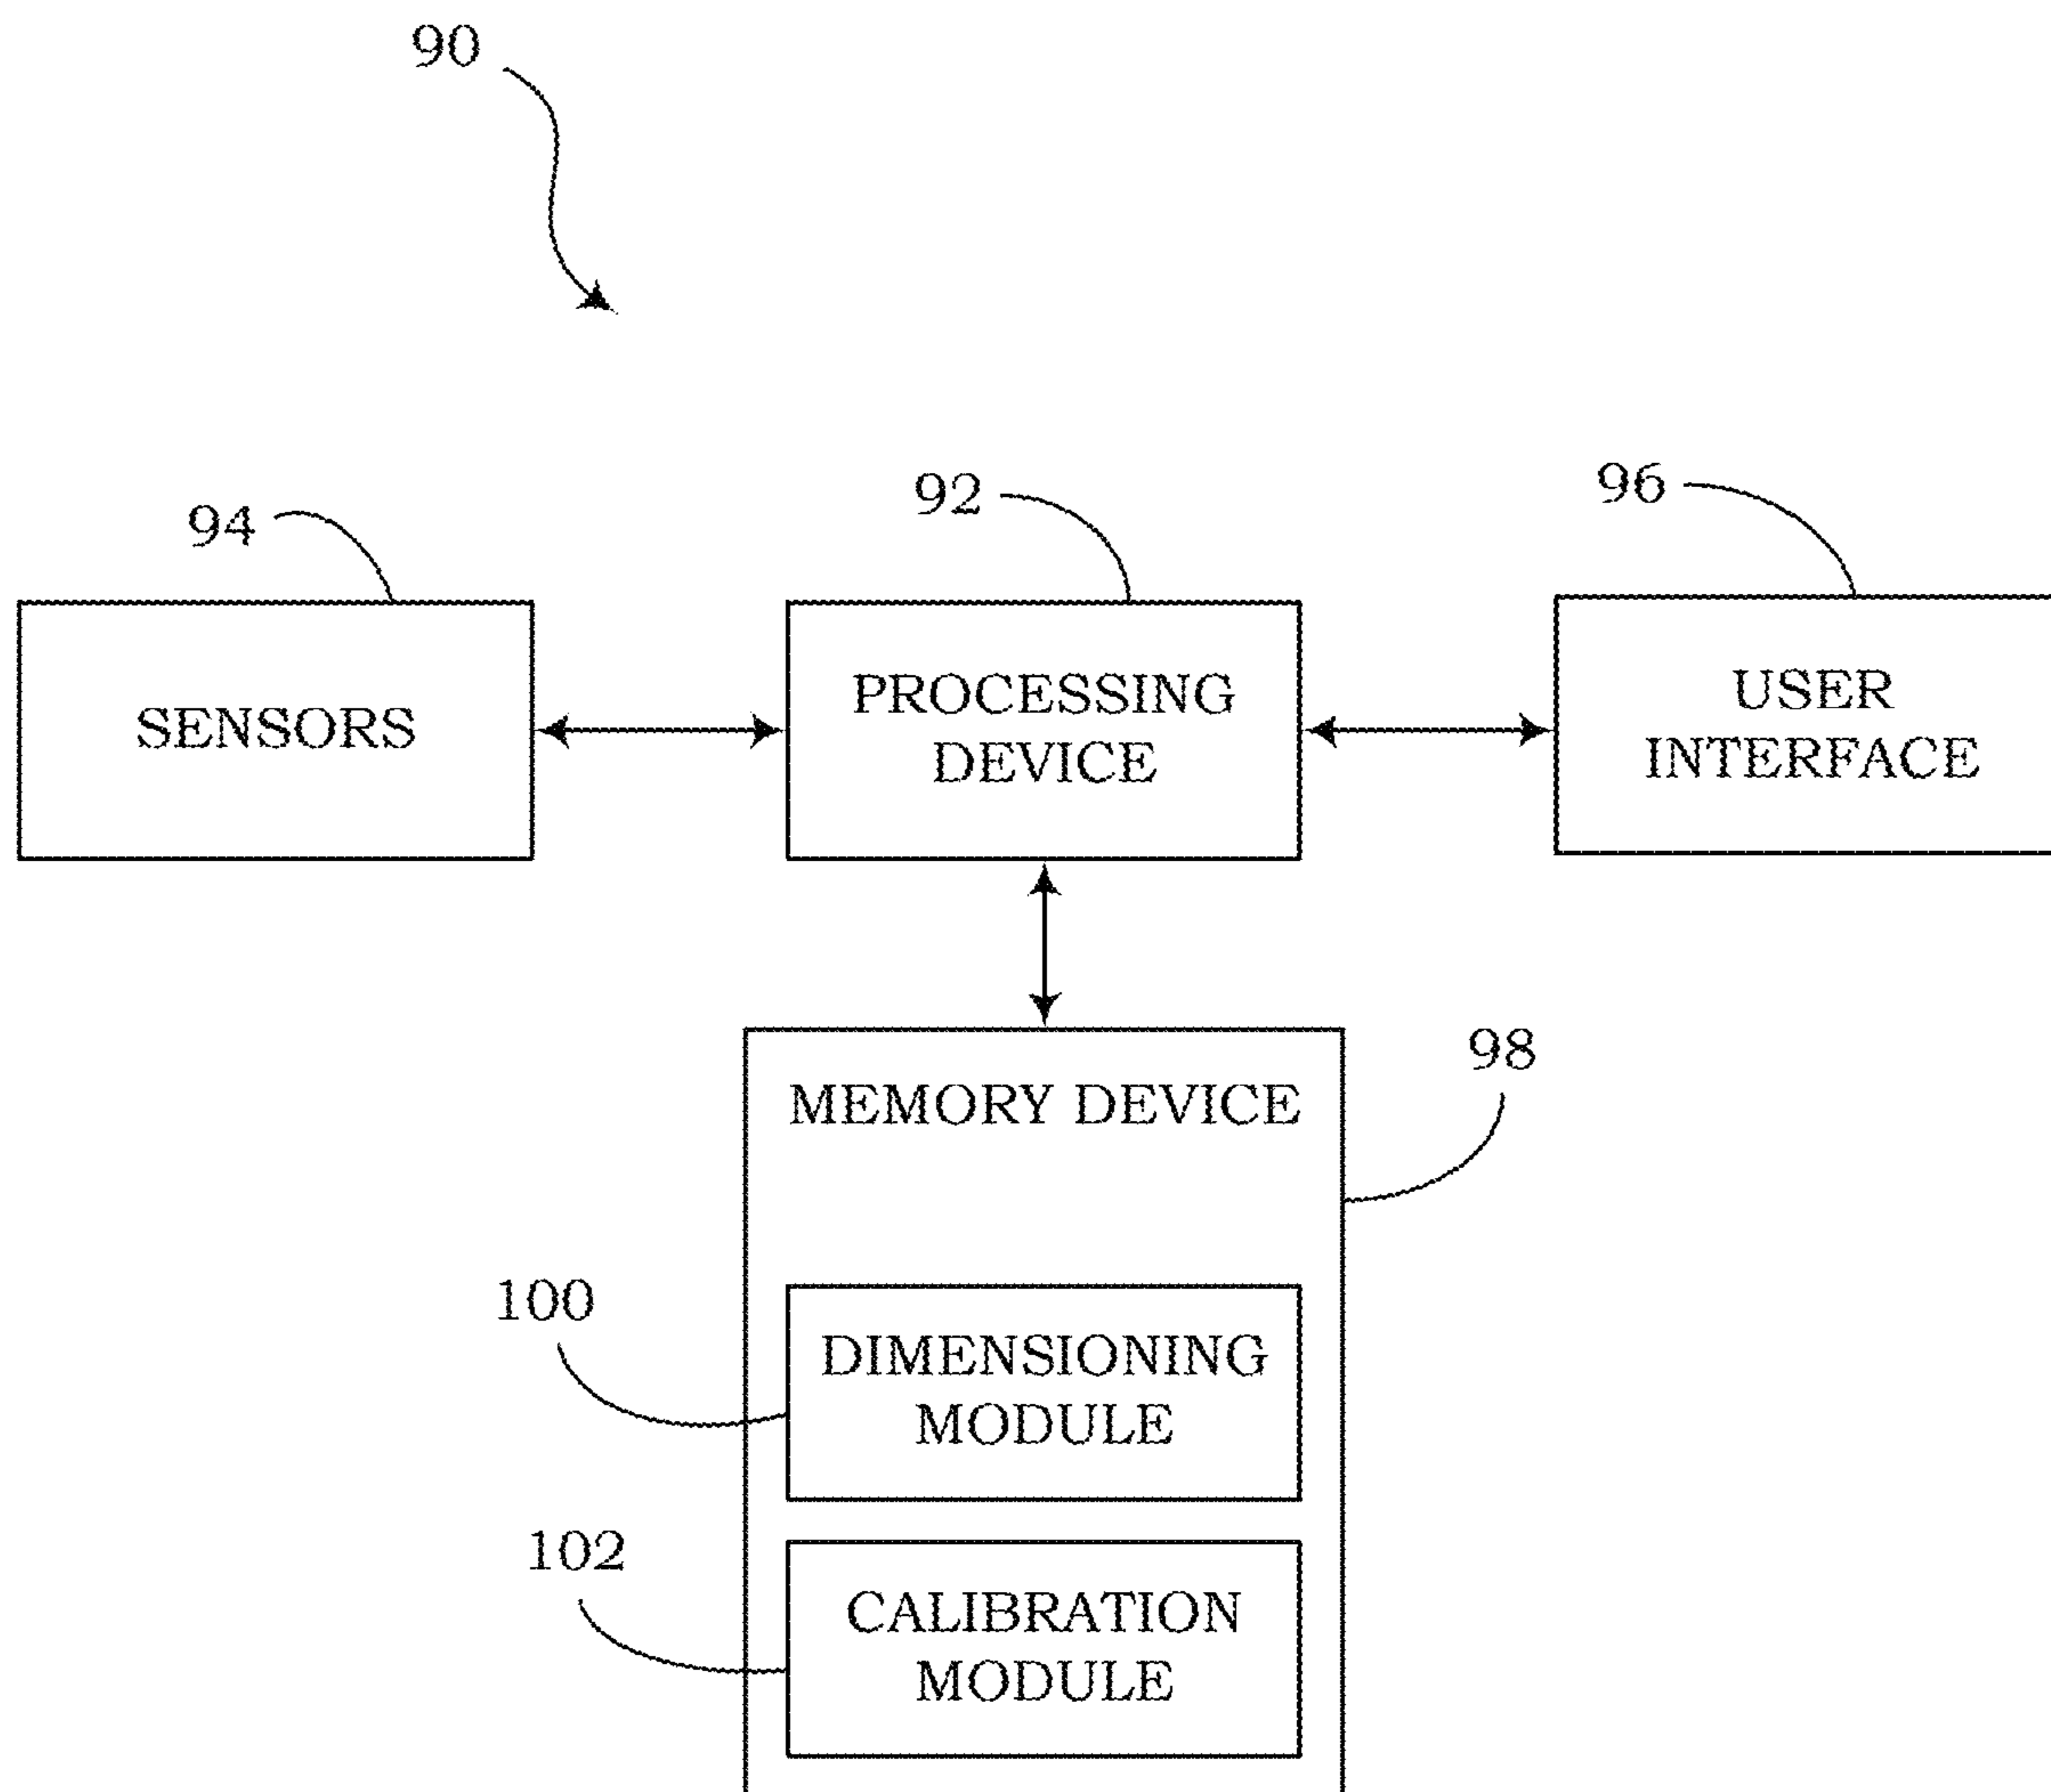 90
94
92
96
SENSORS
PROCESSING
DEVICE
USER
INTERFACE
98
MEMORY DEVICE
100
DIMENSIONING
MODULE
102
CALIBRATION
MODULE